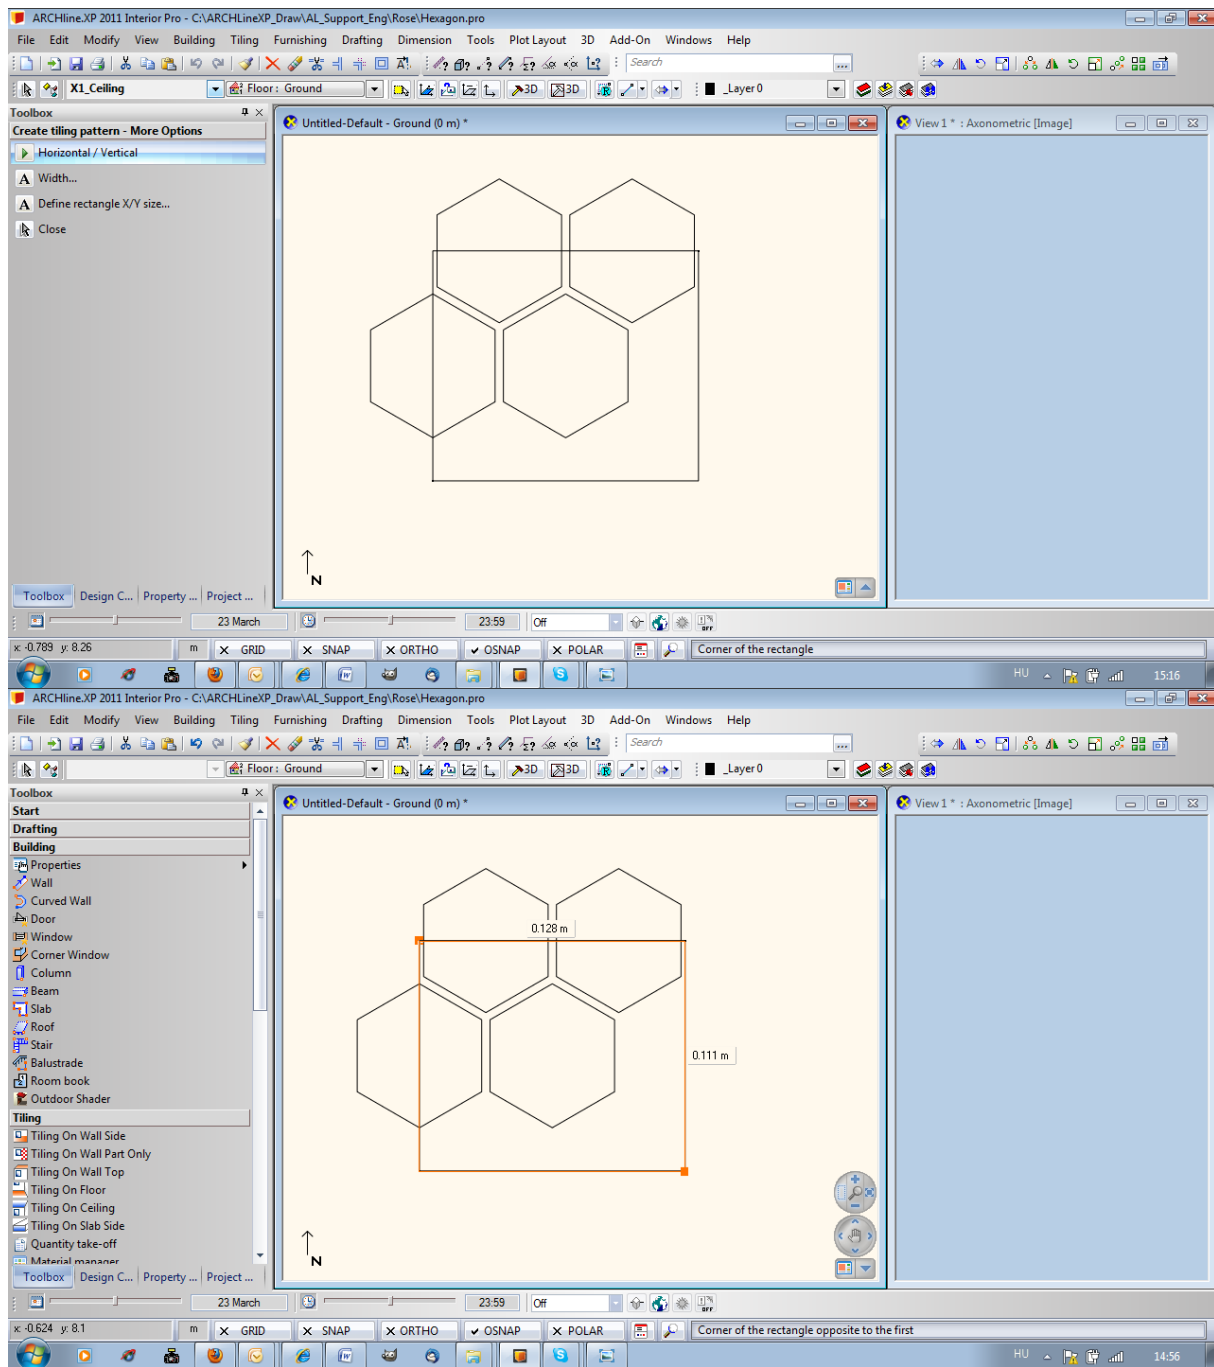 ARCHline.XP 2011 Interior Pro - C:\ARCHLineXP_Draw\AL_Support_Eng\Rose\Hexagon.pro
File Edit Modify View Building Tiling Furnishing Drafting Dimension Tools Plot Layout 3D Add-On Windows Help
Search
X1_Ceiling Floor: Ground 3D 3D _Layer 0
Toolbox
Create tiling pattern - More Options
Horizontal / Vertical
A Width...
A Define rectangle X/Y size...
Close
Untitled-Default - Ground (0 m) *
View 1 * : Axonometric [Image]
N
Toolbox Design C... Property ... Project ...
23 March 23:59 Off
x: -0.789 y: 8.26 m GRID SNAP ORTHO OSNAP POLAR Corner of the rectangle
HU 15:16
ARCHline.XP 2011 Interior Pro - C:\ARCHLineXP_Draw\AL_Support_Eng\Rose\Hexagon.pro
File Edit Modify View Building Tiling Furnishing Drafting Dimension Tools Plot Layout 3D Add-On Windows Help
Search
Floor: Ground 3D 3D _Layer 0
Toolbox
Start
Drafting
Building
Properties
Wall
Curved Wall
Door
Window
Corner Window
Column
Beam
Slab
Roof
Stair
Balustrade
Room book
Outdoor Shader
Tiling
Tiling On Wall Side
Tiling On Wall Part Only
Tiling On Wall Top
Tiling On Floor
Tiling On Ceiling
Tiling On Slab Side
Quantity take-off
Material manager
Untitled-Default - Ground (0 m) *
View 1 * : Axonometric [Image]
0.128 m
0.111 m
N
Toolbox Design C... Property ... Project ...
23 March 23:59 Off
x: -0.624 y: 8.1 m GRID SNAP ORTHO OSNAP POLAR Corner of the rectangle opposite to the first
HU 14:56